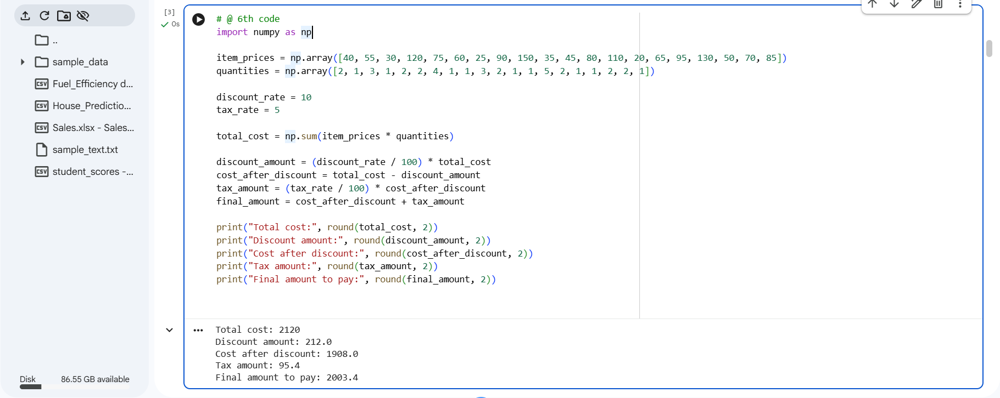 ..
sample_data
Fuel_Efficiency d...
House_Predictio...
Sales.xlsx - Sales...
sample_text.txt
student_scores -...
Disk 86.55 GB available
[3]
0s
# @ 6th code
import numpy as np
item_prices = np.array([40, 55, 30, 120, 75, 60, 25, 90, 150, 35, 45, 80, 110, 20, 65, 95, 130, 50, 70, 85])
quantities = np.array([2, 1, 3, 1, 2, 2, 4, 1, 1, 3, 2, 1, 1, 5, 2, 1, 1, 2, 2, 1])
discount_rate = 10
tax_rate = 5
total_cost = np.sum(item_prices * quantities)
discount_amount = (discount_rate / 100) * total_cost
cost_after_discount = total_cost - discount_amount
tax_amount = (tax_rate / 100) * cost_after_discount
final_amount = cost_after_discount + tax_amount
print("Total cost:", round(total_cost, 2))
print("Discount amount:", round(discount_amount, 2))
print("Cost after discount:", round(cost_after_discount, 2))
print("Tax amount:", round(tax_amount, 2))
print("Final amount to pay:", round(final_amount, 2))
Total cost: 2120
Discount amount: 212.0
Cost after discount: 1908.0
Tax amount: 95.4
Final amount to pay: 2003.4